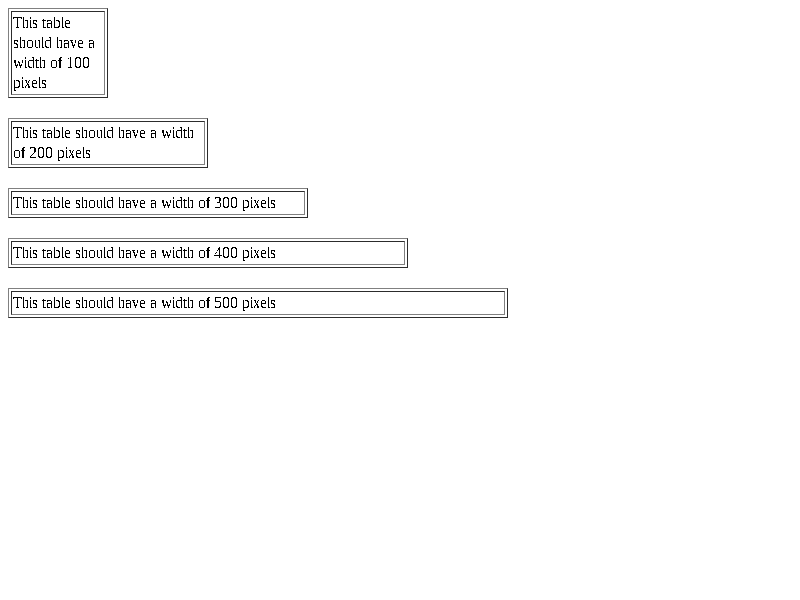 This table
should have a
width of 100
pixels
This table should have a width
of 200 pixels
This table should have a width of 300 pixels
This table should have a width of 400 pixels
This table should have a width of 500 pixels